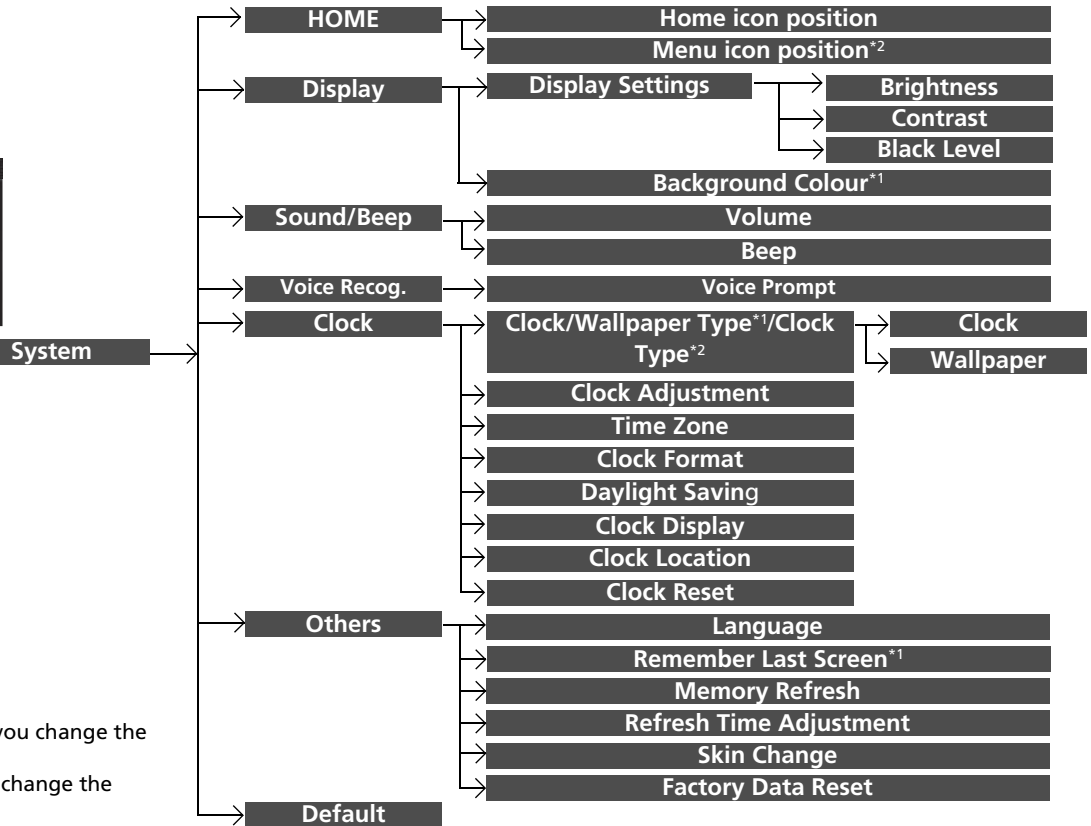 HOME
Home icon position
Menu icon position*2
Display
Display Settings
Brightness
Contrast
Black Level
Background Colour*1
Sound/Beep
Volume
Beep
Voice Recog.
Voice Prompt
System
Clock
Clock/Wallpaper Type*1/Clock
Type*2
Clock
Wallpaper
Clock Adjustment
Time Zone
Clock Format
Daylight Saving
Clock Display
Clock Location
Clock Reset
Others
Language
Remember Last Screen*1
Memory Refresh
Refresh Time Adjustment
Skin Change
Factory Data Reset
you change the
change the
Default